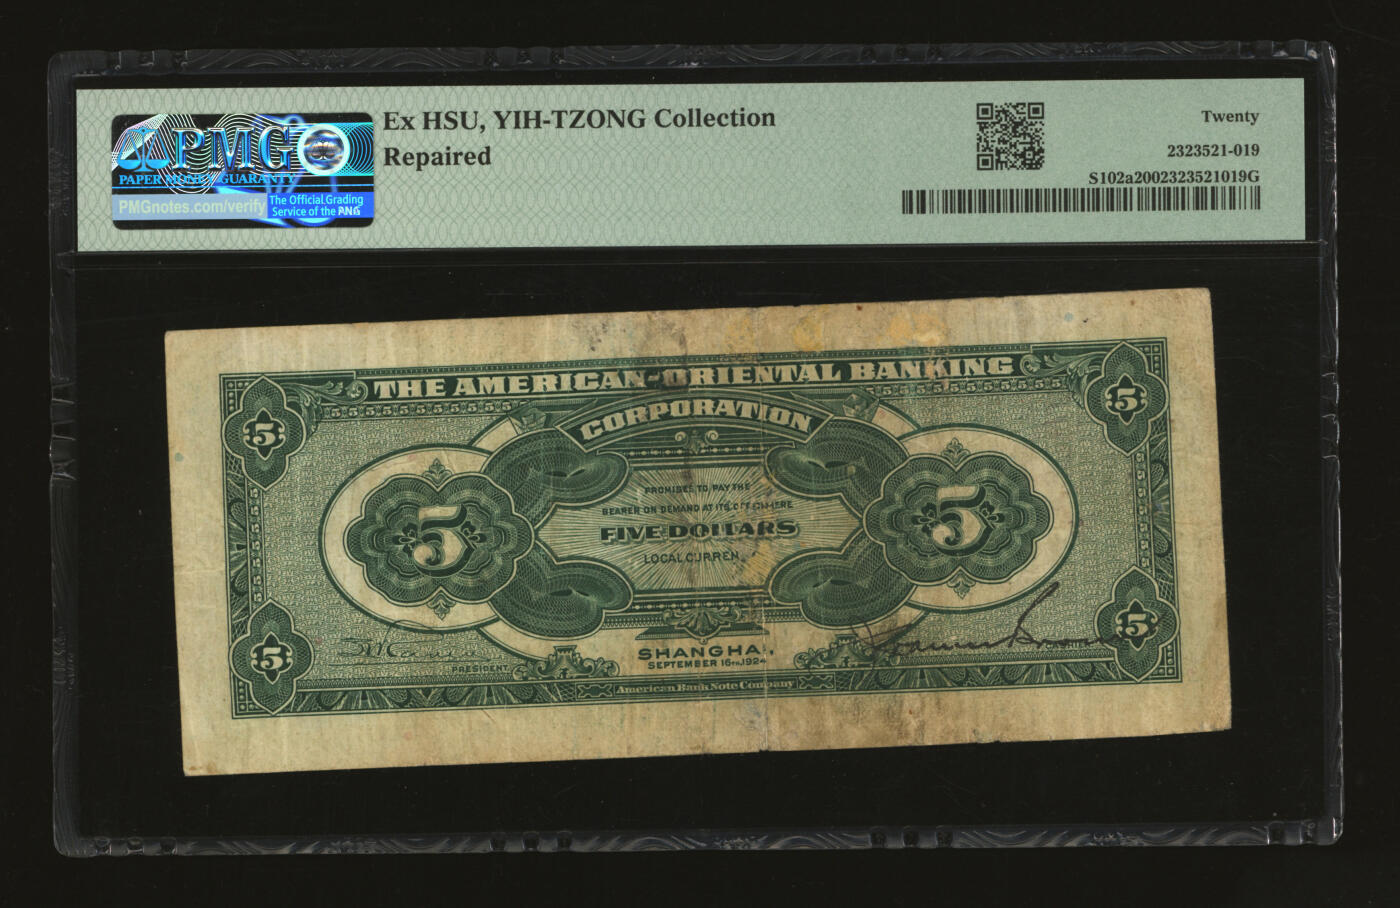 Ex HSU, YIH-TZONG Collection
Repaired
PMG
PAPER MONEY GUARANTY
PMGnotes.com/verify
The Official Grading
Service of the PNG
Twenty
2323521-019
S102a2002323521019G
THE AMERICAN-ORIENTAL BANKING
CORPORATION
5
5
PROMISES TO PAY THE
BEARER ON DEMAND AT ITS OFFICE HERE
FIVE DOLLARS
LOCAL CURREN
5
5
PRESIDENT.
SHANGHAI,
SEPTEMBER 16TH, 1924
5
5
American Bank Note Company